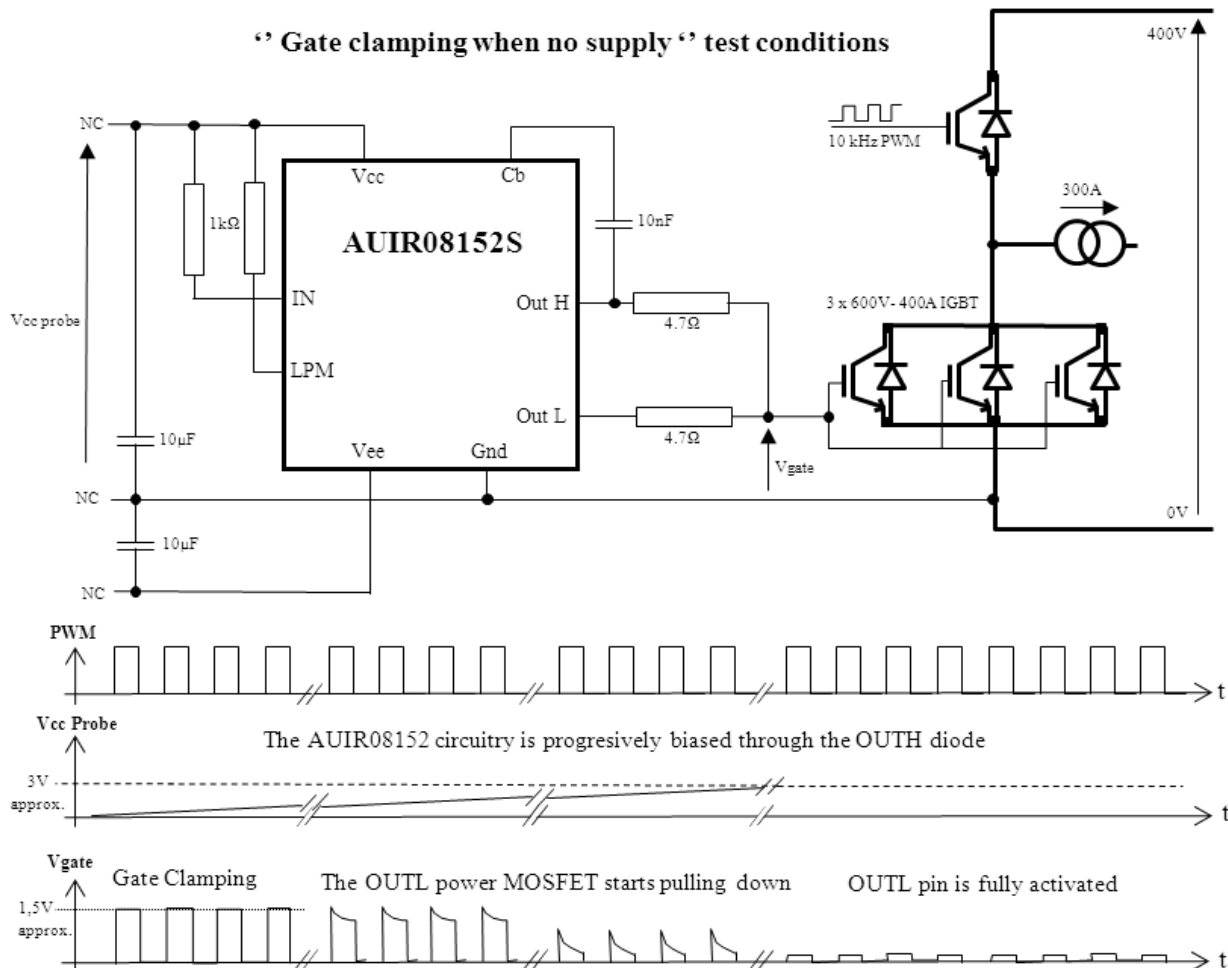 ‘’ Gate clamping when no supply ‘’ test conditions
400V
NC
10 kHz PWM
Vcc
Cb
300A
1kΩ
10nF
AUIR08152S
IN
Out H
3 x 600V- 400A IGBT
Vcc probe
4.7Ω
LPM
Out L
10µF
4.7Ω
Vee
Gnd
Vgate
NC
0V
10µF
NC
PWM
t
Vcc Probe
The AUIR08152 circuitry is progresively biased through the OUTH diode
3V
approx.
t
Vgate
Gate Clamping
The OUTL power MOSFET starts pulling down
OUTL pin is fully activated
1,5V
approx.
t